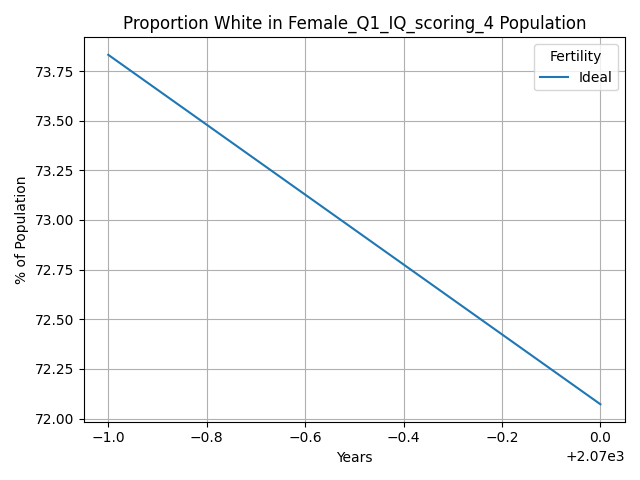 Proportion White in Female_Q1_IQ_scoring_4 Population
Fertility
Ideal
% of Population
73.75
73.50
73.25
73.00
72.75
72.50
72.25
72.00
−1.0 −0.8 −0.6 −0.4 −0.2 0.0
+2.07e3
Years